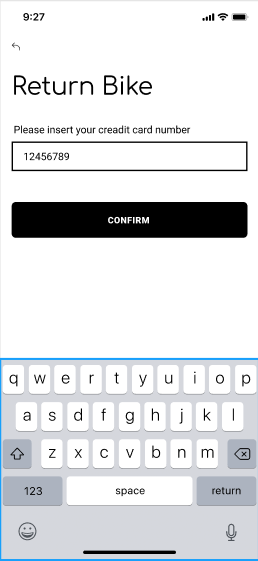 9:27
Return Bike
Please insert your creadit card number
12456789
CONFIRM
q w e r t y u i o p
a s d f g h j k l
z x c v b n m
123 space return